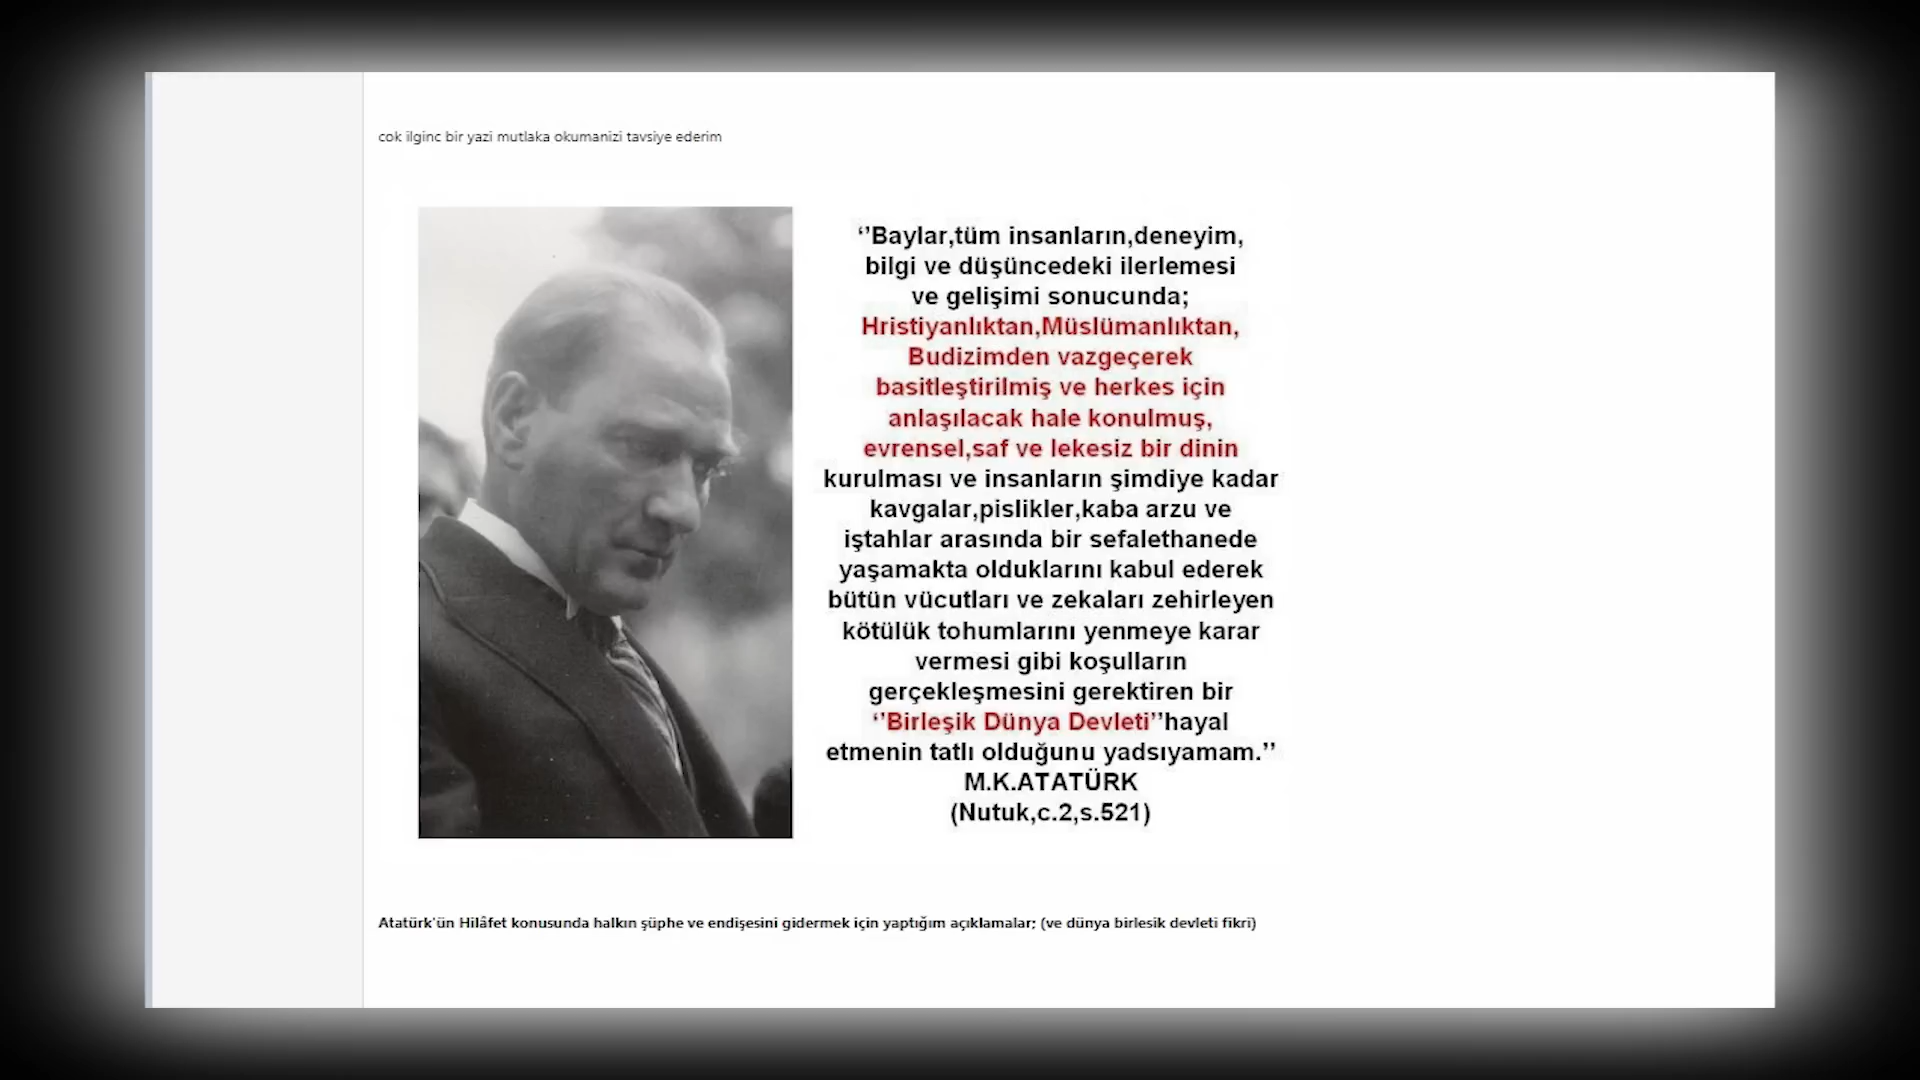 cok ilginc bir yazi mutlaka okumanizi tavsiye ederim
‘’Baylar,tüm insanların,deneyim,
bilgi ve düşüncedeki ilerlemesi
ve gelişimi sonucunda;
Hristiyanlıktan,Müslümanlıktan,
Budizimden vazgeçerek
basitleştirilmiş ve herkes için
anlaşılacak hale konulmuş,
evrensel,saf ve lekesiz bir dinin
kurulması ve insanların şimdiye kadar
kavgalar,pislikler,kaba arzu ve
iştahlar arasında bir sefalethanede
yaşamakta olduklarını kabul ederek
bütün vücutları ve zekaları zehirleyen
kötülük tohumlarını yenmeye karar
vermesi gibi koşulların
gerçekleşmesini gerektiren bir
‘’Birleşik Dünya Devleti’’hayal
etmenin tatlı olduğunu yadsıyamam.’’
M.K.ATATÜRK
(Nutuk,c.2,s.521)
Atatürk'ün Hilâfet konusunda halkın şüphe ve endişesini gidermek için yaptığım açıklamalar; (ve dünya birlesik devleti fikri)